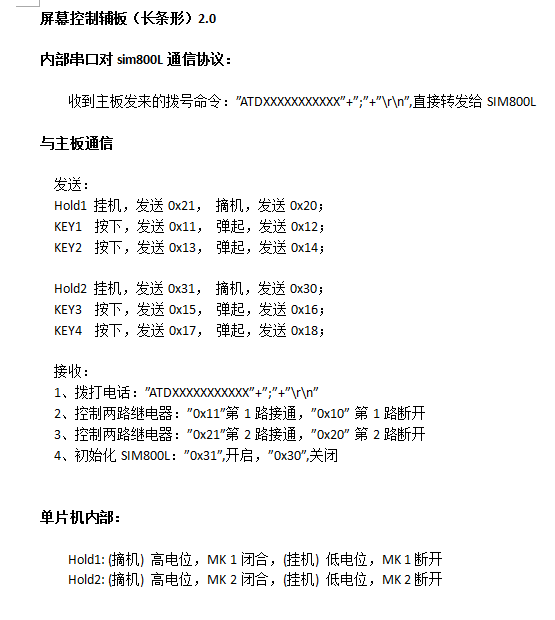 屏幕控制辅板（长条形）2.0
内部串口对 sim800L 通信协议：
收到主板发来的拨号命令："ATDXXXXXXXXXXX"+";"+"\r\n",直接转发给 SIM800L
与主板通信
发送：
Hold1 挂机，发送 0x21， 摘机，发送 0x20；
KEY1 按下，发送 0x11， 弹起，发送 0x12；
KEY2 按下，发送 0x13， 弹起，发送 0x14；
Hold2 挂机，发送 0x31， 摘机，发送 0x30；
KEY3 按下，发送 0x15， 弹起，发送 0x16；
KEY4 按下，发送 0x17， 弹起，发送 0x18；
接收：
1、拨打电话："ATDXXXXXXXXXXX"+";"+"\r\n"
2、控制两路继电器："0x11"第 1 路接通，"0x10" 第 1 路断开
3、控制两路继电器："0x21"第 2 路接通，"0x20" 第 2 路断开
4、初始化 SIM800L："0x31",开启，"0x30",关闭
单片机内部：
Hold1: (摘机) 高电位，MK 1 闭合，(挂机) 低电位，MK 1 断开
Hold2: (摘机) 高电位，MK 2 闭合，(挂机) 低电位，MK 2 断开